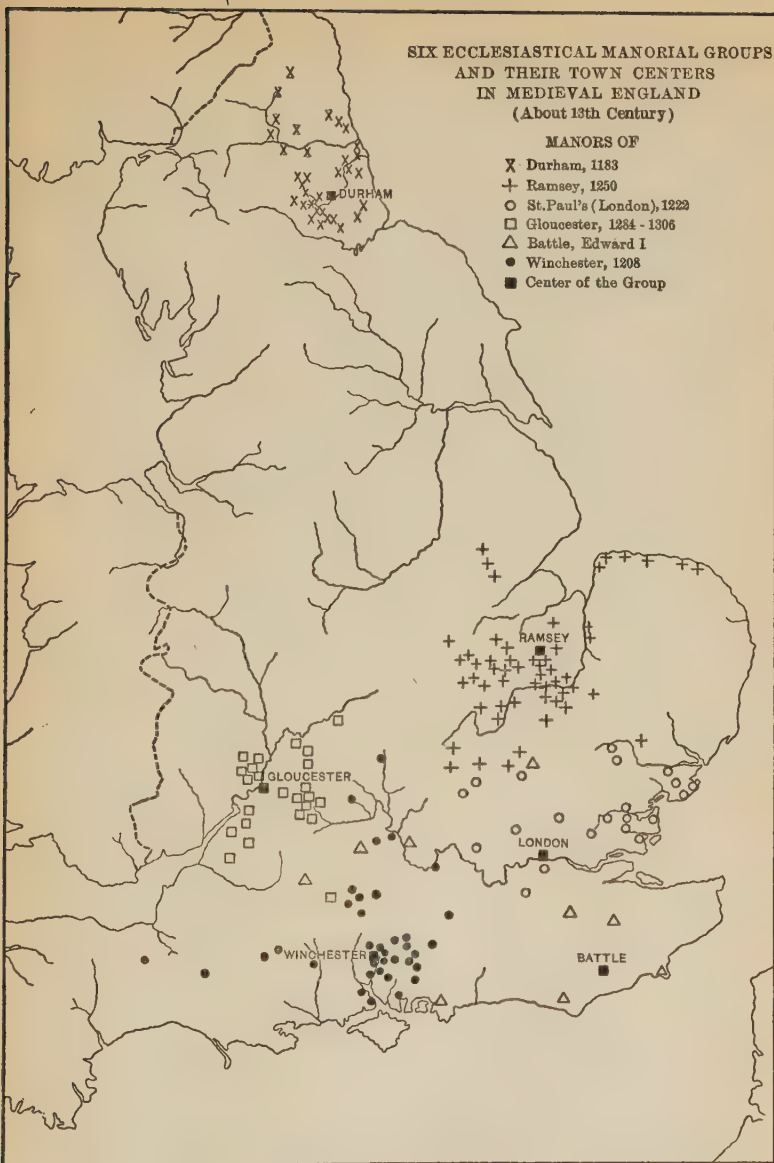 SIX ECCLESIASTICAL MANORIAL GROUPS
AND THEIR TOWN CENTERS
IN MEDIEVAL ENGLAND
(About 13th Century)
MANORS OF
Durham, 1183
Ramsey, 1250
St. Paul's (London), 1222
Gloucester, 1284 - 1306
Battle, Edward I
Winchester, 1208
Center of the Group
DURHAM
RAMSEY
GLOUCESTER
LONDON
WINCHESTER
BATTLE